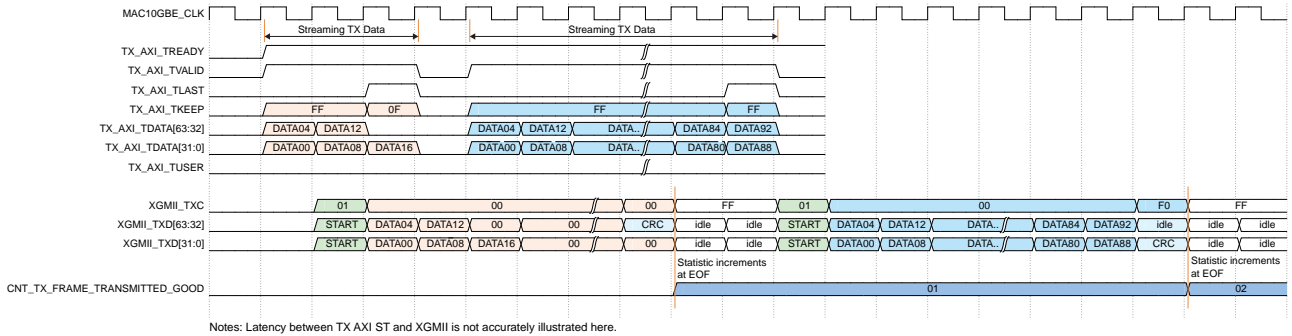 MAC10GBE_CLK
Streaming TX Data Streaming TX Data
TX_AXI_TREADY
TX_AXI_TVALID
TX_AXI_TLAST
TX_AXI_TKEEP FF 0F FF FF
TX_AXI_TDATA[63:32] DATA04 DATA12 DATA04 DATA12 DATA.. DATA84 DATA92
TX_AXI_TDATA[31:0] DATA00 DATA08 DATA16 DATA00 DATA08 DATA.. DATA80 DATA88
TX_AXI_TUSER
XGMII_TXC 01 00 00 FF 01 00 F0 FF
XGMII_TXD[63:32] START DATA04 DATA12 00 00 CRC idle idle START DATA04 DATA12 DATA.. DATA84 DATA92 idle idle idle
XGMII_TXD[31:0] START DATA00 DATA08 DATA16 00 00 idle idle START DATA00 DATA08 DATA.. DATA80 DATA88 CRC idle idle
Statistic increments Statistic increments
at EOF at EOF
CNT_TX_FRAME_TRANSMITTED_GOOD 01 02
Notes: Latency between TX AXI ST and XGMII is not accurately illustrated here.